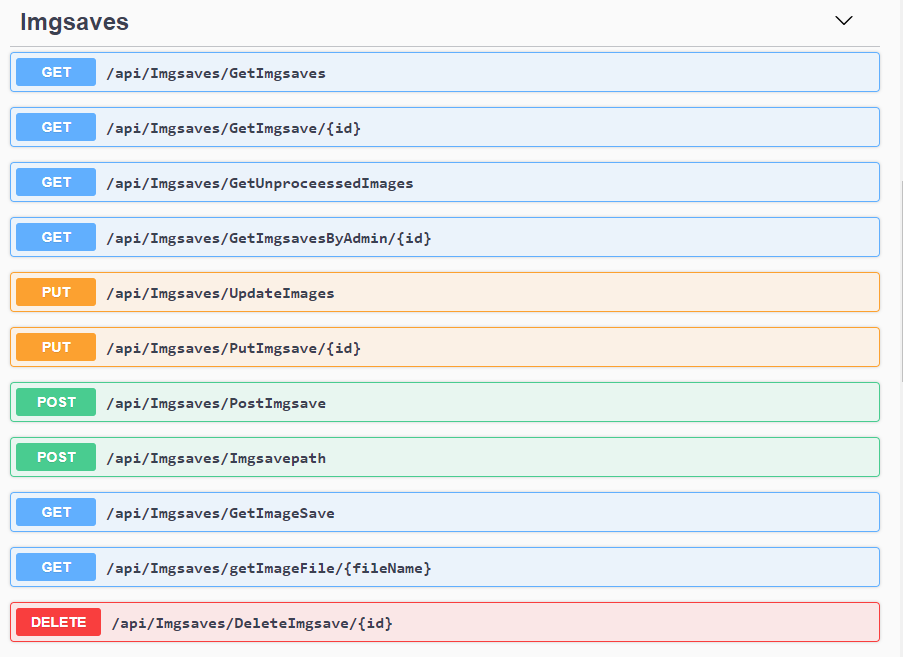 Imgsaves
GET /api/Imgsaves/GetImgsaves
GET /api/Imgsaves/GetImgsave/{id}
GET /api/Imgsaves/GetUnproceessedImages
GET /api/Imgsaves/GetImgsavesByAdmin/{id}
PUT /api/Imgsaves/UpdateImages
PUT /api/Imgsaves/PutImgsave/{id}
POST /api/Imgsaves/PostImgsave
POST /api/Imgsaves/Imgsavepath
GET /api/Imgsaves/GetImageSave
GET /api/Imgsaves/getImageFile/{fileName}
DELETE /api/Imgsaves/DeleteImgsave/{id}